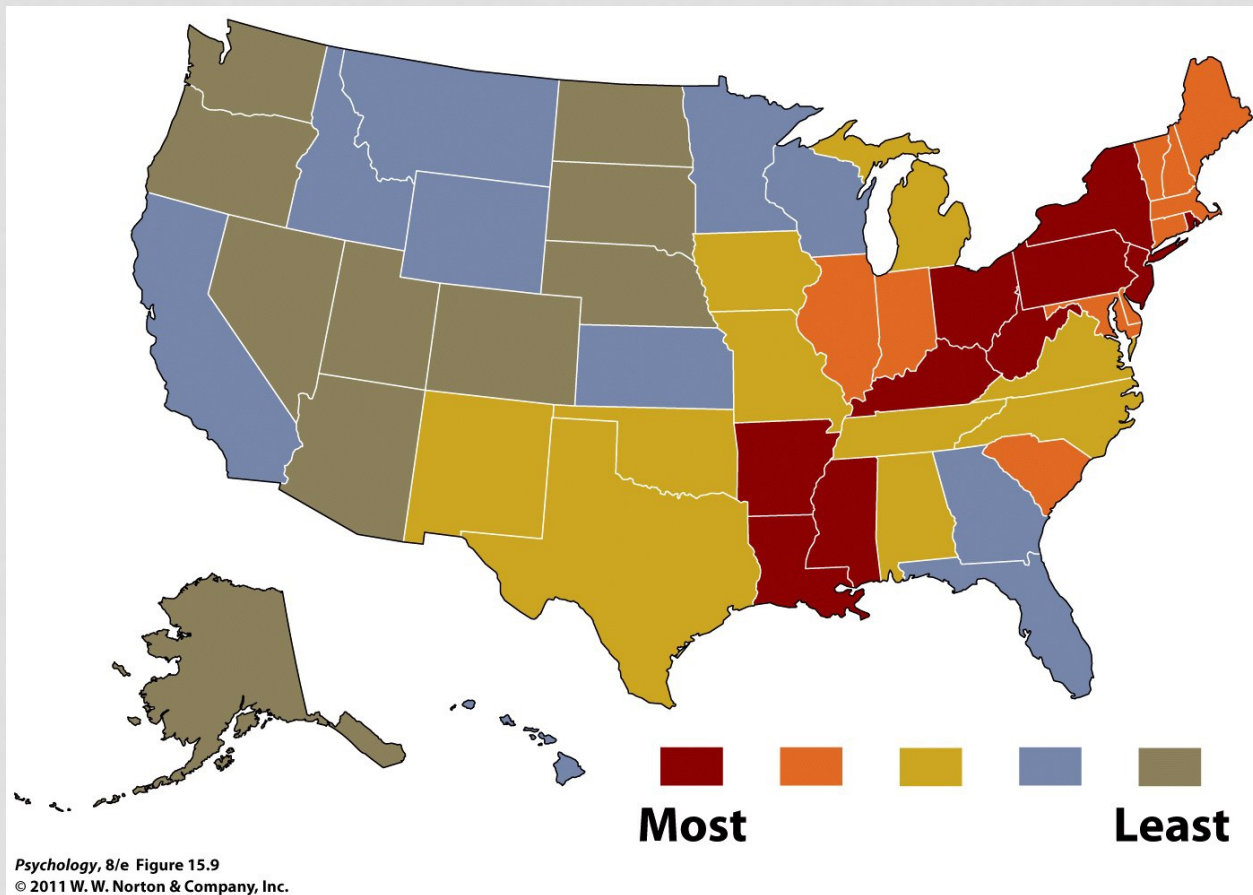 Most Least
Psychology, 8/e Figure 15.9
© 2011 W. W. Norton & Company, Inc.